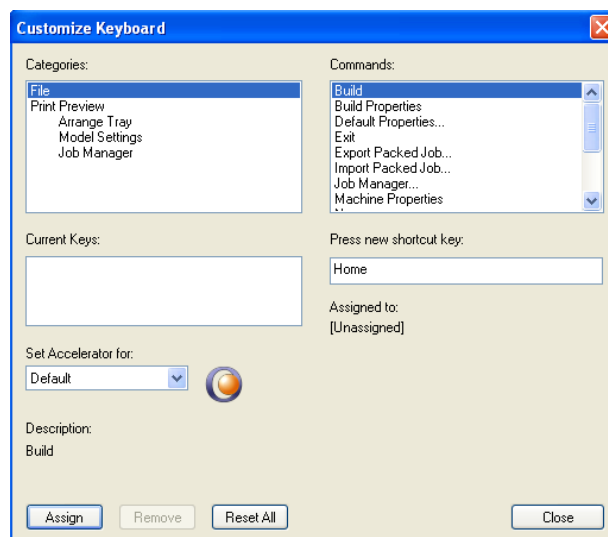 Customize Keyboard
Categories:
File
Print Preview
Arrange Tray
Model Settings
Job Manager
Commands:
Build
Build Properties
Default Properties...
Exit
Export Packed Job...
Import Packed Job...
Job Manager...
Machine Properties
Current Keys:
Press new shortcut key:
Home
Assigned to:
[Unassigned]
Set Accelerator for:
Default
Description:
Build
Assign
Remove
Reset All
Close